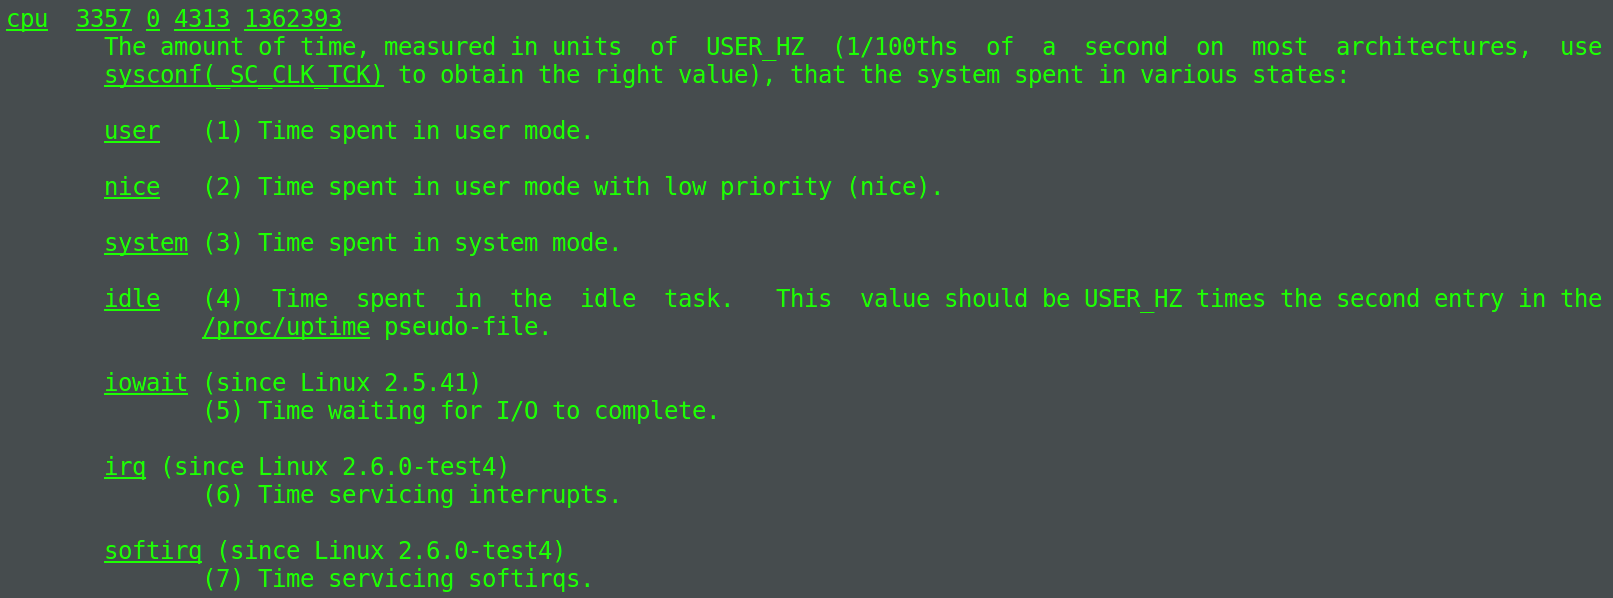 cpu  3357 0 4313 1362393
The amount of time, measured in units  of  USER_HZ  (1/100ths  of  a  second  on  most  architectures,  use
sysconf(_SC_CLK_TCK) to obtain the right value), that the system spent in various states:
user   (1) Time spent in user mode.
nice   (2) Time spent in user mode with low priority (nice).
system (3) Time spent in system mode.
idle   (4)  Time  spent  in  the  idle  task.   This  value should be USER_HZ times the second entry in the
/proc/uptime pseudo-file.
iowait (since Linux 2.5.41)
(5) Time waiting for I/O to complete.
irq (since Linux 2.6.0-test4)
(6) Time servicing interrupts.
softirq (since Linux 2.6.0-test4)
(7) Time servicing softirqs.